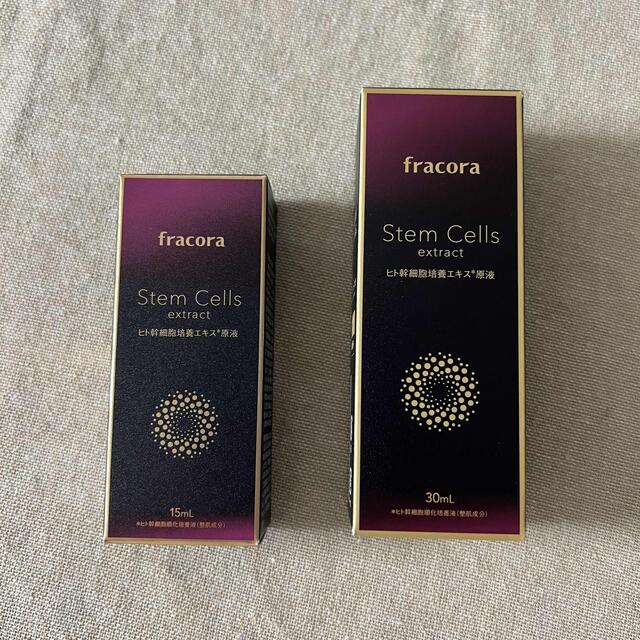 fracora
Stem Cells
extract
ヒト幹細胞培養エキス*原液
15mL
*ヒト幹細胞順化培養液(整肌成分)
fracora
Stem Cells
extract
ヒト幹細胞培養エキス*原液
30mL
*ヒト幹細胞順化培養液(整肌成分)